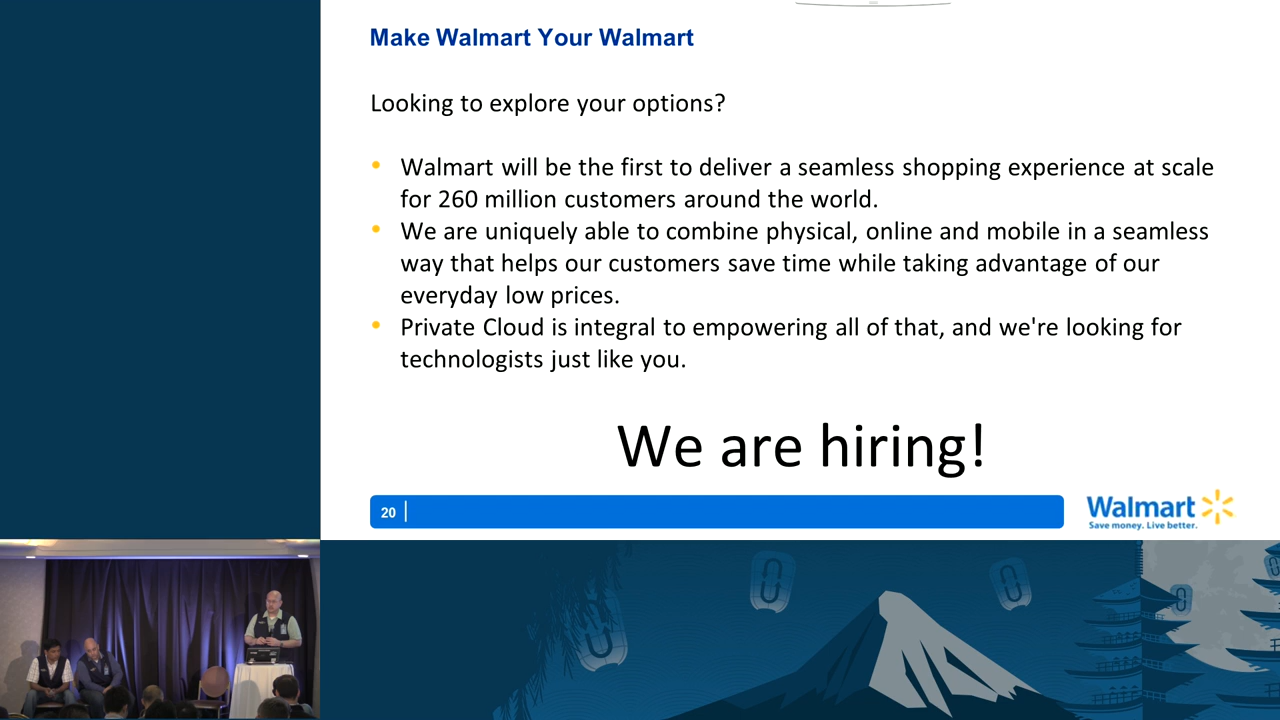 Make Walmart Your Walmart
Looking to explore your options?
• Walmart will be the first to deliver a seamless shopping experience at scale
for 260 million customers around the world.
• We are uniquely able to combine physical, online and mobile in a seamless
way that helps our customers save time while taking advantage of our
everyday low prices.
• Private Cloud is integral to empowering all of that, and we're looking for
technologists just like you.
We are hiring!
20
Walmart
Save money. Live better.